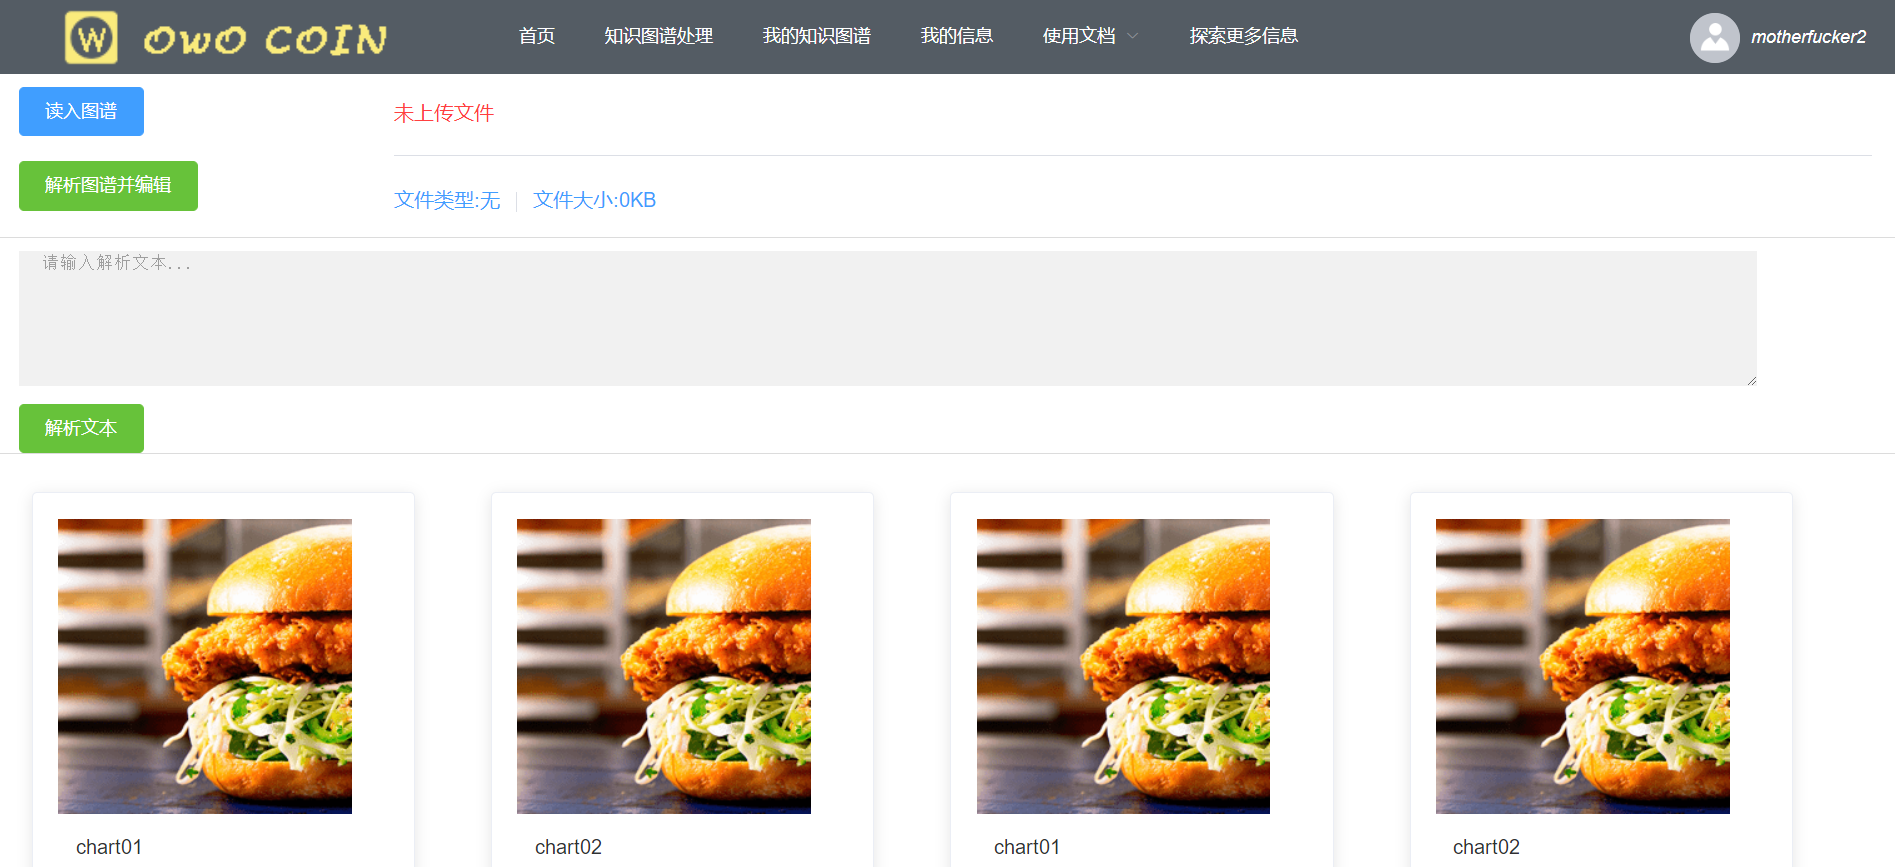 W OWO COIN 首页 知识图谱处理 我的知识图谱 我的信息 使用文档 探索更多信息 motherfucker2
读入图谱 未上传文件
解析图谱并编辑 文件类型:无 文件大小:0KB
请输入解析文本...
解析文本
chart01 chart02 chart01 chart02